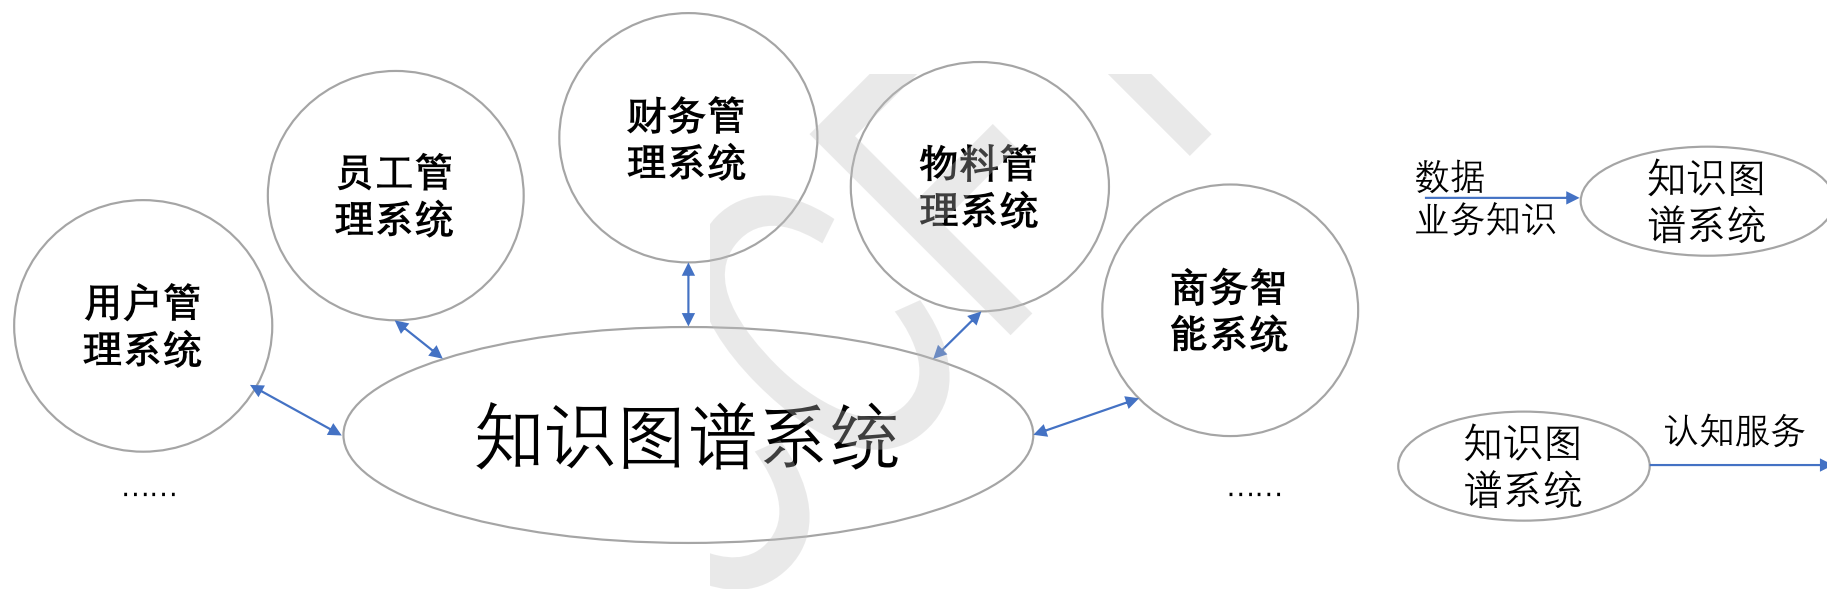 用户管
理系统
员工管
理系统
财务管
理系统
物料管
理系统
商务智
能系统
知识图谱系统
……
……
数据
业务知识
知识图
谱系统
知识图
谱系统
认知服务